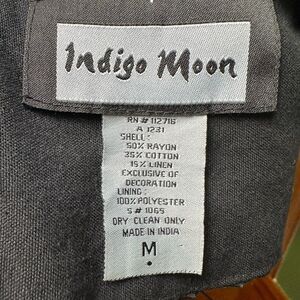 Indigo Moon
RN # 112716
A 1231
SHELL:
50% RAYON
35% COTTON
15% LINEN
EXCLUSIVE OF
DECORATION
LINING:
100% POLYESTER
S # 1065
DRY CLEAN ONLY
MADE IN INDIA
M